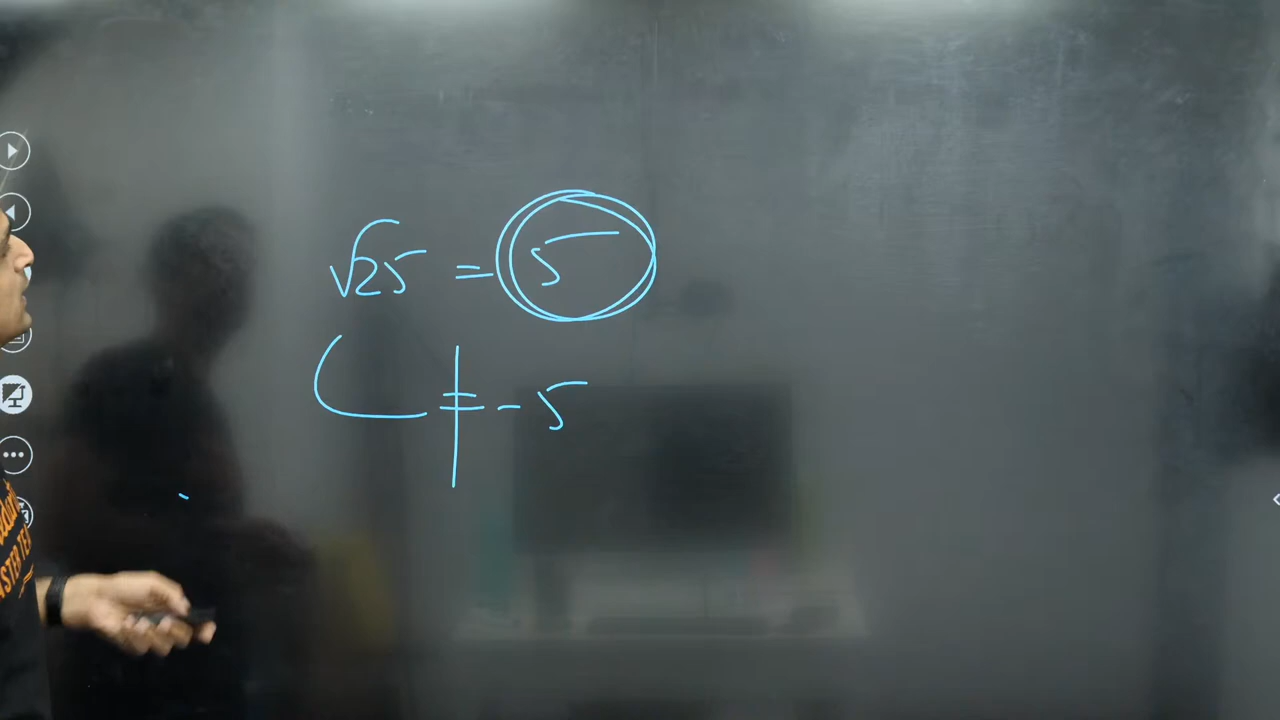 √25 = 5
≠ - 5